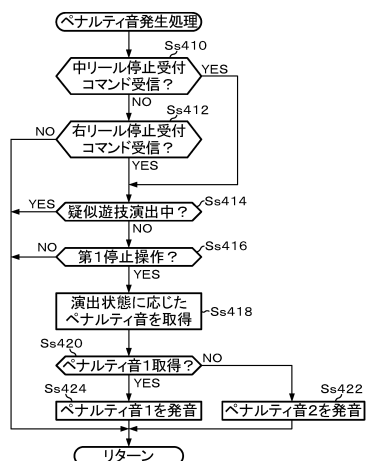 ペナルティ音発生処理
Ss410
中リール停止受付
コマンド受信？
YES
NO
Ss412
右リール停止受付
コマンド受信？
NO
YES
Ss414
疑似遊技演出中？
YES
NO
Ss416
第1停止操作？
NO
YES
演出状態に応じた
ペナルティ音を取得
Ss418
Ss420
ペナルティ音1取得？
NO
YES
Ss424
Ss422
ペナルティ音1を発音
ペナルティ音2を発音
リターン